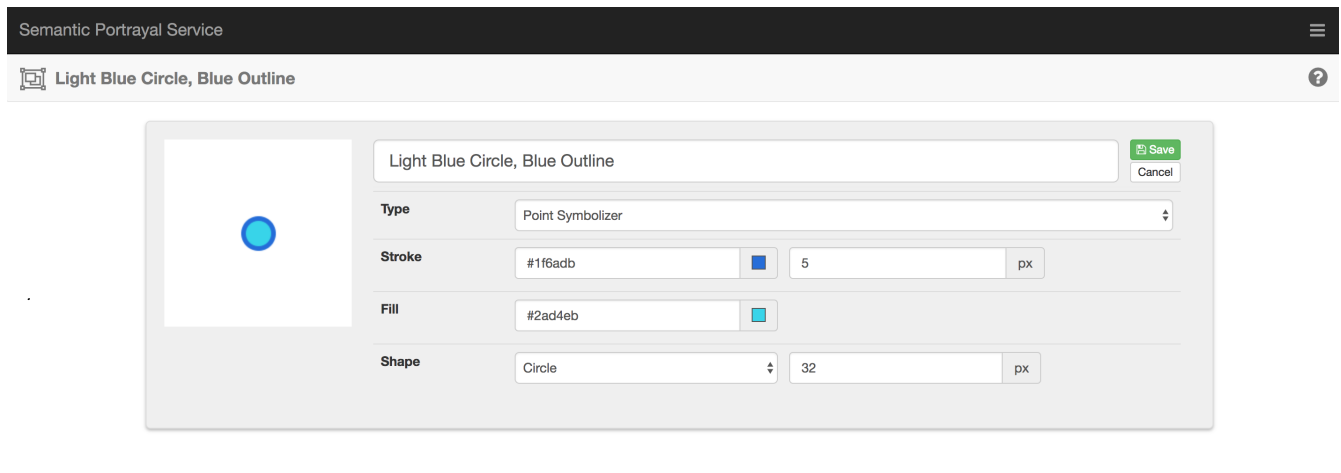 Semantic Portrayal Service
Light Blue Circle, Blue Outline
?
Light Blue Circle, Blue Outline
Save
Cancel
Type Point Symbolizer
Stroke #1f6adb 5 px
.
Fill #2ad4eb
Shape Circle 32 px